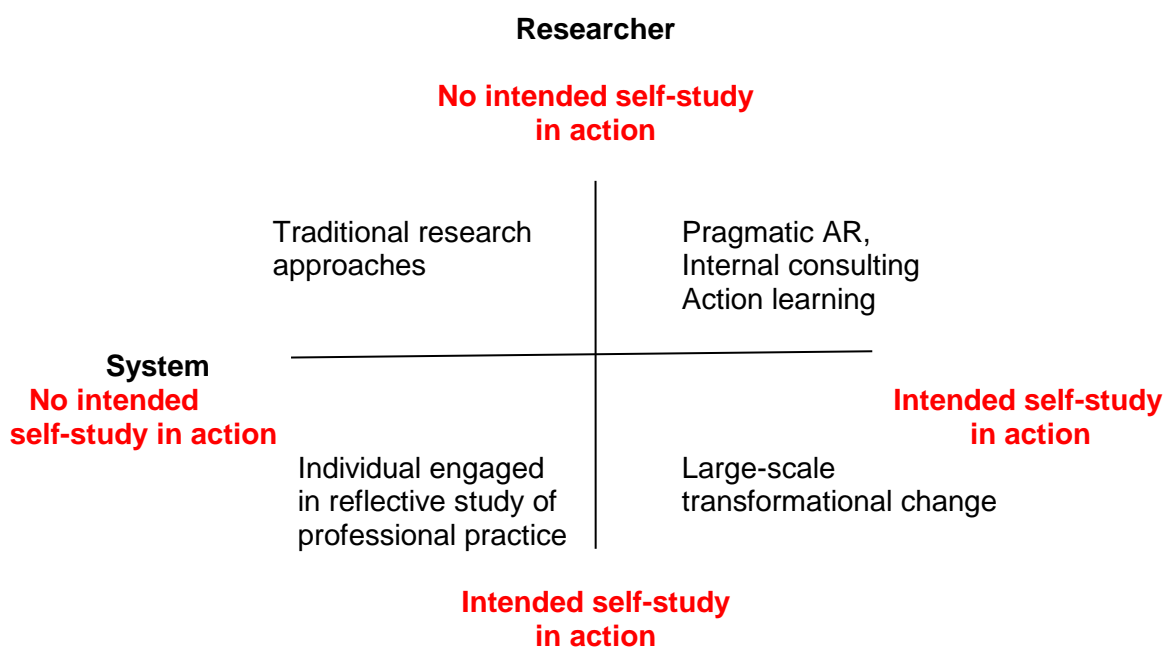 Researcher
No intended self-study
in action
Traditional research
approaches
Pragmatic AR,
Internal consulting
Action learning
System
No intended
self-study in action
Intended self-study
in action
Individual engaged
in reflective study of
professional practice
Large-scale
transformational change
Intended self-study
in action